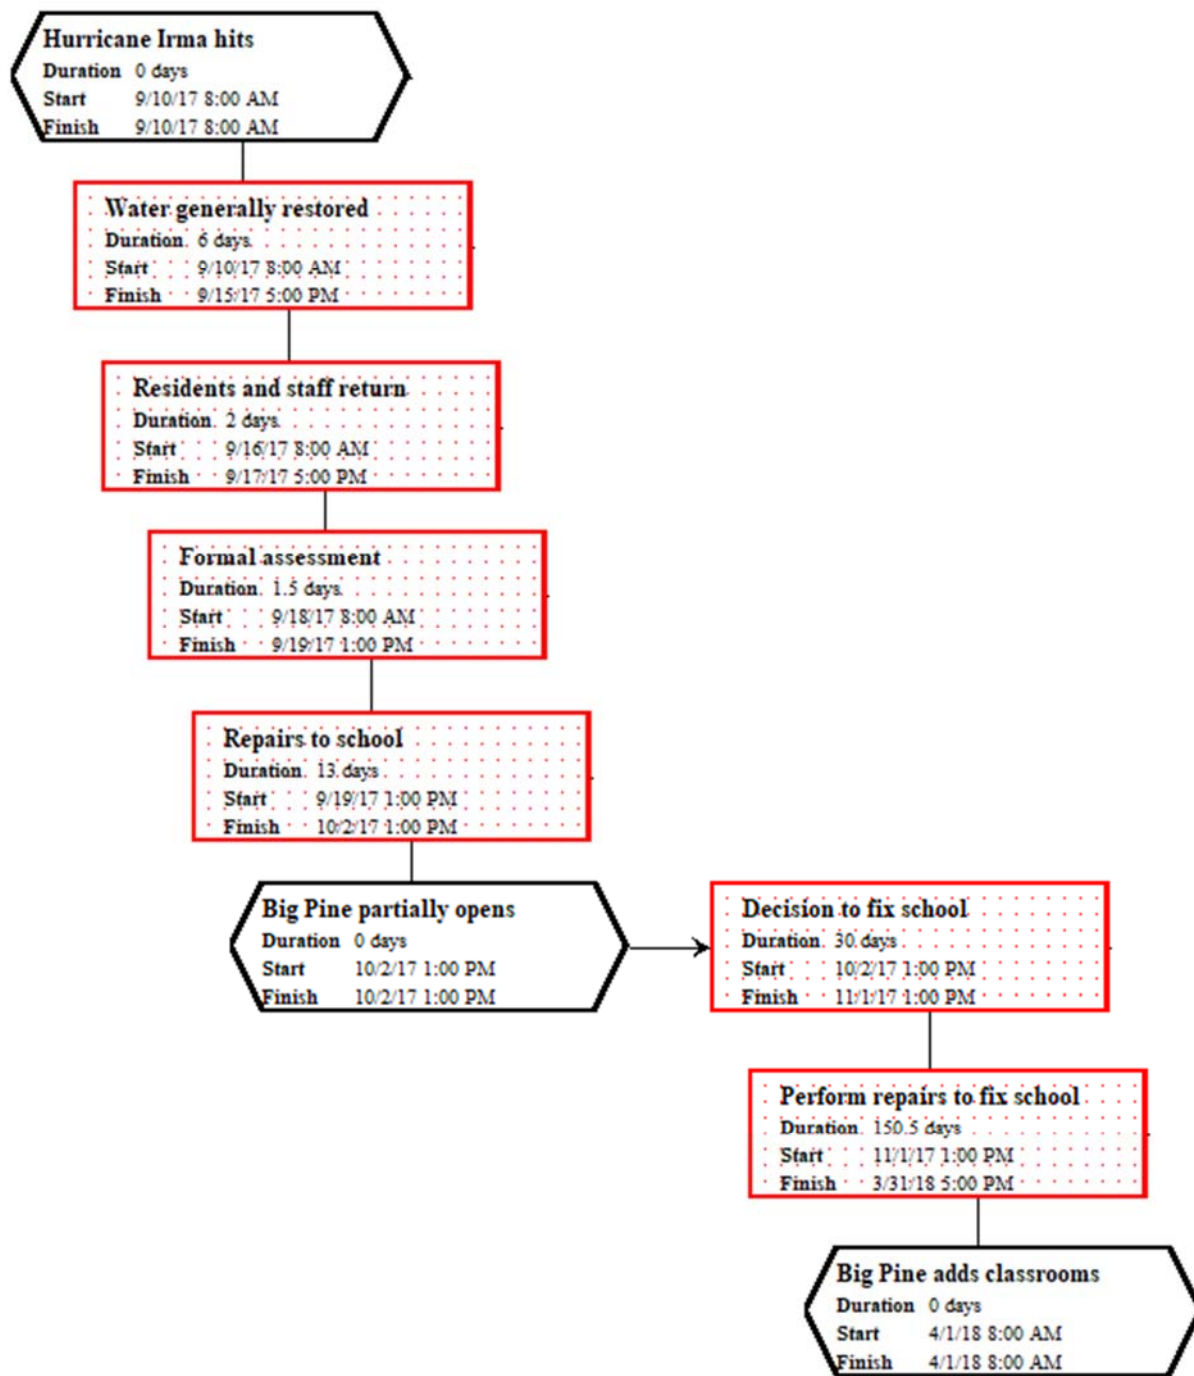 Hurricane Irma hits
Duration 0 days
Start 9/10/17 8:00 AM
Finish 9/10/17 8:00 AM
Water generally restored
Duration 6 days
Start 9/10/17 8:00 AM
Finish 9/15/17 5:00 PM
Residents and staff return
Duration 2 days
Start 9/16/17 8:00 AM
Finish 9/17/17 5:00 PM
Formal assessment
Duration 1.5 days
Start 9/18/17 8:00 AM
Finish 9/19/17 1:00 PM
Repairs to school
Duration 13 days
Start 9/19/17 1:00 PM
Finish 10/2/17 1:00 PM
Big Pine partially opens
Duration 0 days
Start 10/2/17 1:00 PM
Finish 10/2/17 1:00 PM
Decision to fix school
Duration 30 days
Start 10/2/17 1:00 PM
Finish 11/1/17 1:00 PM
Perform repairs to fix school
Duration 150.5 days
Start 11/1/17 1:00 PM
Finish 3/31/18 5:00 PM
Big Pine adds classrooms
Duration 0 days
Start 4/1/18 8:00 AM
Finish 4/1/18 8:00 AM